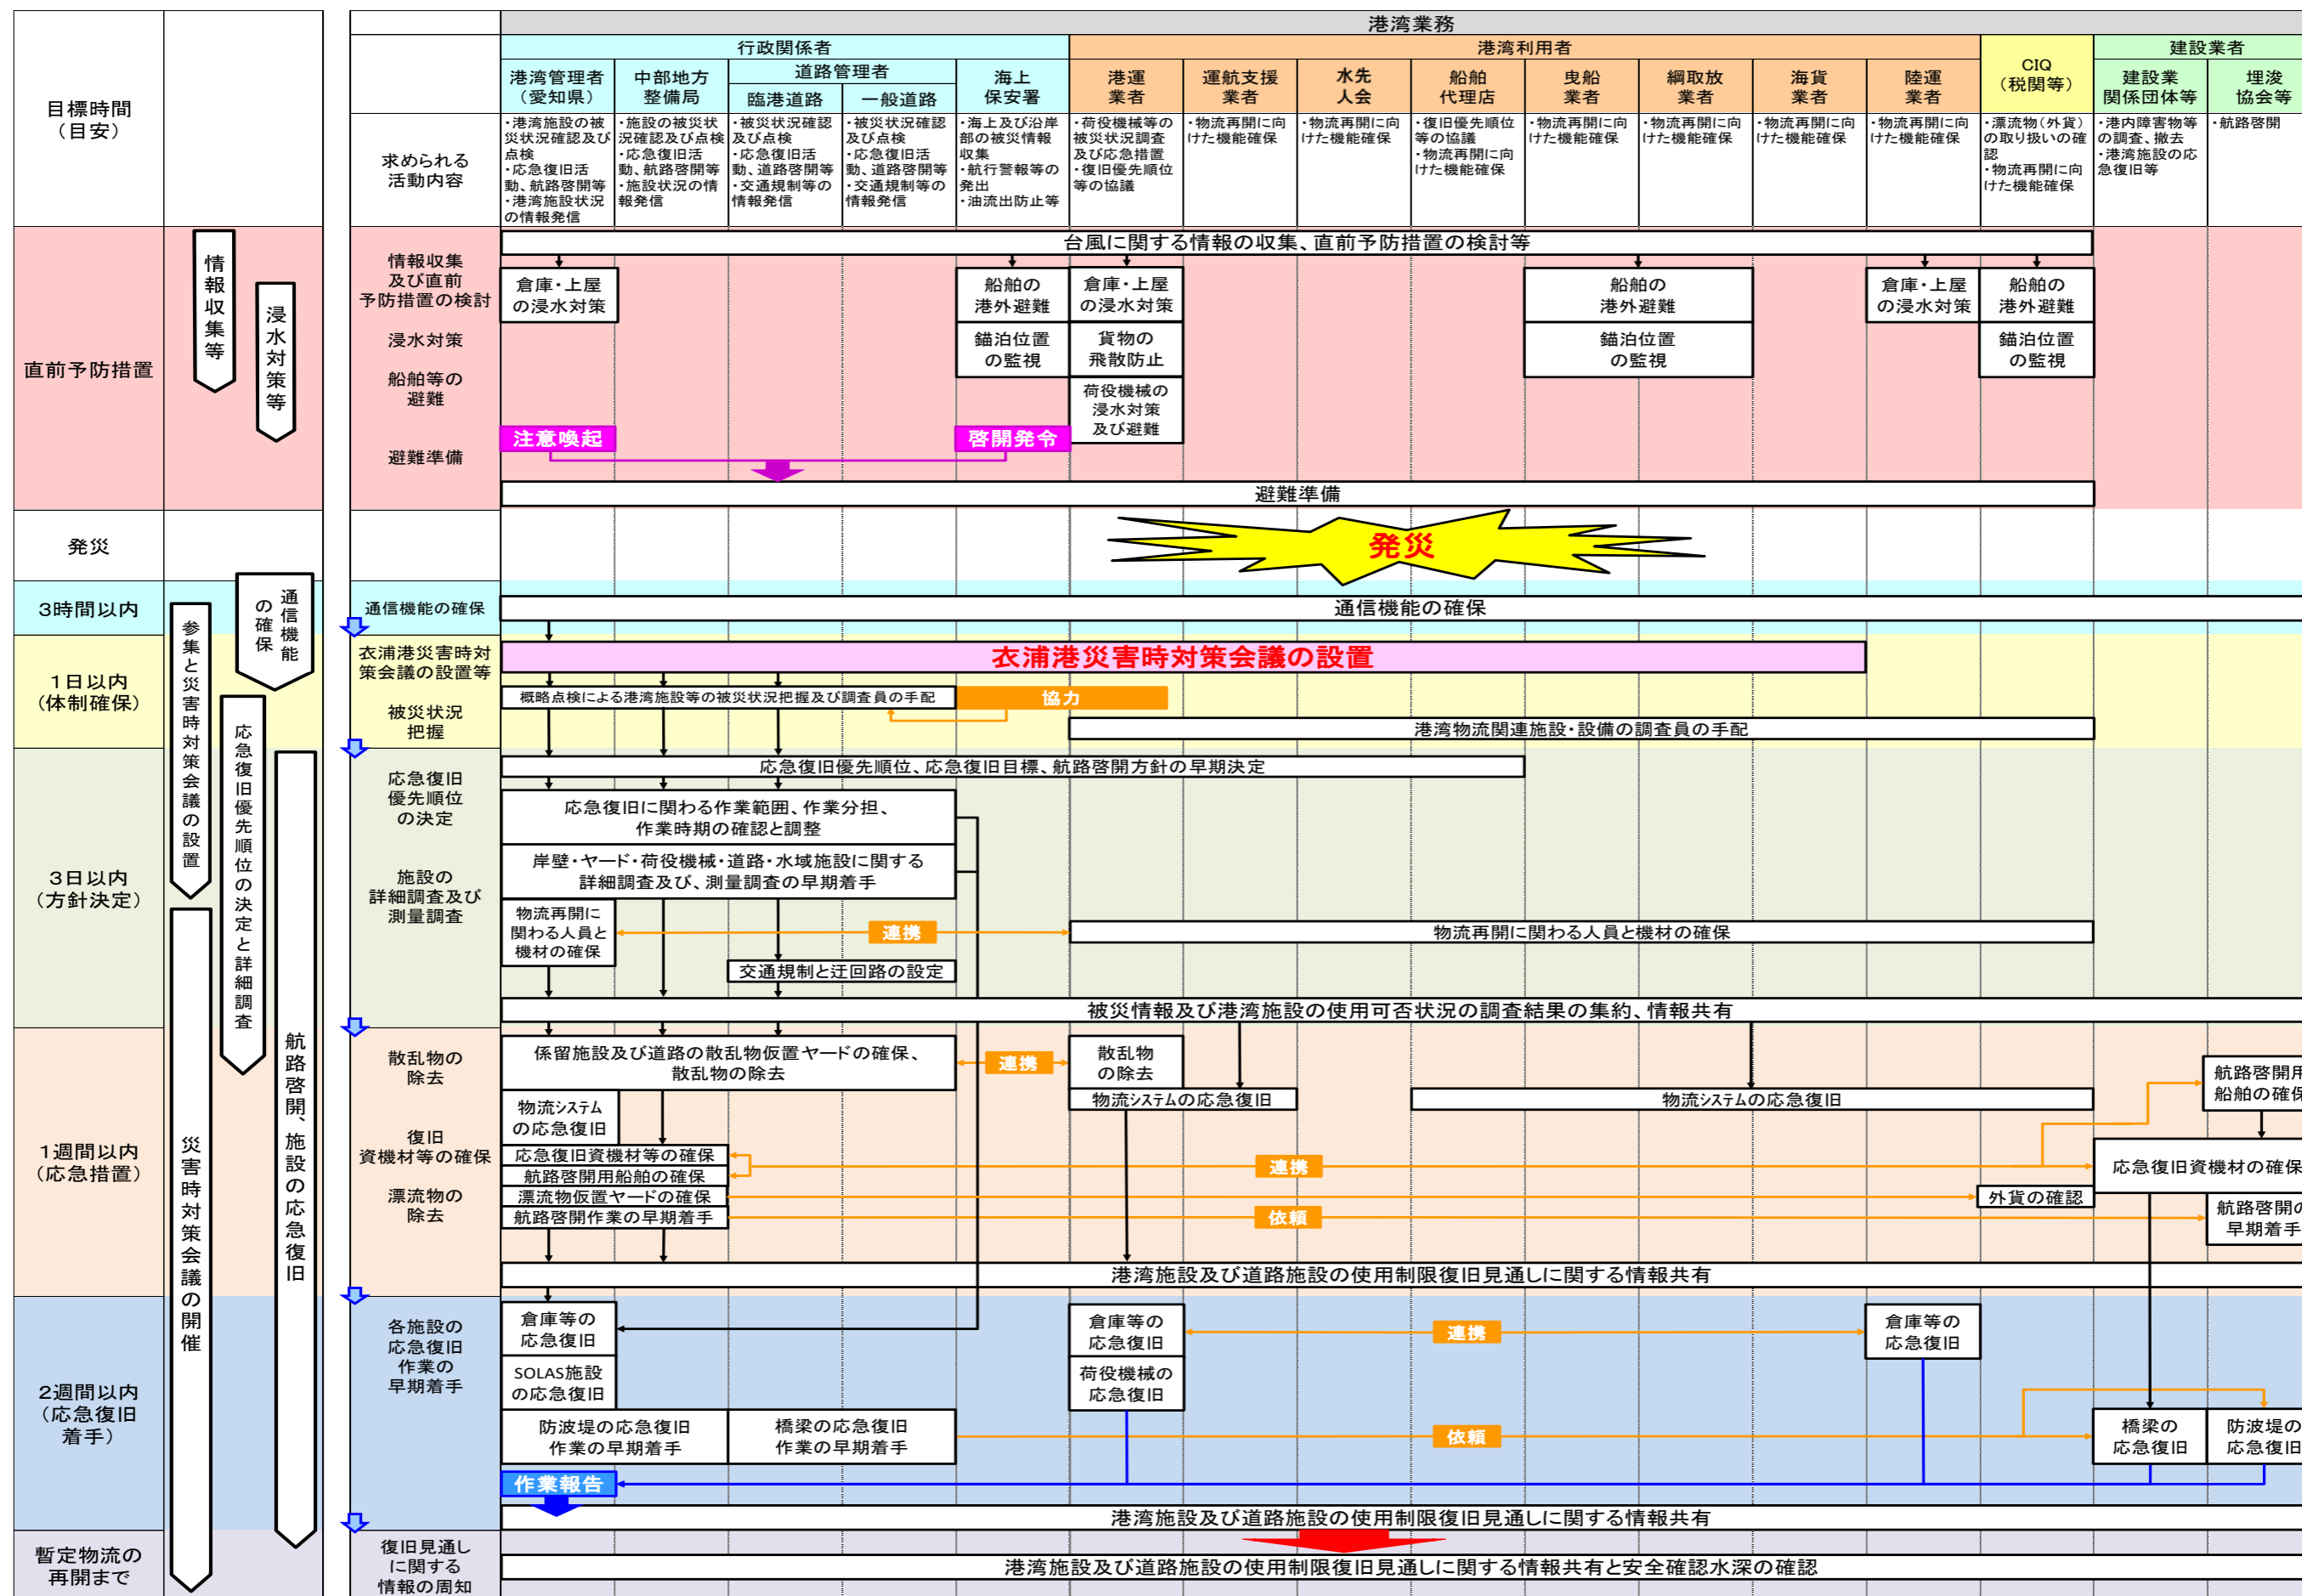 港湾業務
行政関係者
港湾利用者
CIQ
（税関等）
建設業者
港湾管理者
（愛知県）
中部地方
整備局
道路管理者
臨港道路
一般道路
海上
保安署
港運
業者
運航支援
業者
水先
人会
船舶
代理店
曳船
業者
綱取放
業者
海貨
業者
陸運
業者
建設業
関係団体等
埋浚
協会等
目標時間
（目安）
求められる
活動内容
・港湾施設の被
災状況確認及び
点検
・応急復旧活
動、航路啓開等
・港湾施設状況
の情報発信
・施設の被災状
況確認及び点検
・応急復旧活
動、航路啓開等
・施設状況の情
報発信
・被災状況確認
及び点検
・応急復旧活
動、道路啓開等
・交通規制等の
情報発信
・被災状況確認
及び点検
・応急復旧活
動、道路啓開等
・交通規制等の
情報発信
・海上及び沿岸
部の被災情報
収集
・航行警報等の
発出
・油流出防止等
・荷役機械等の
被災状況調査
及び応急措置
・復旧優先順位
等の協議
・物流再開に向
けた機能確保
・物流再開に向
けた機能確保
・復旧優先順位
等の協議
・物流再開に向
けた機能確保
・物流再開に向
けた機能確保
・物流再開に向
けた機能確保
・物流再開に向
けた機能確保
・物流再開に向
けた機能確保
・漂流物（外貨）
の取り扱いの確
認
・物流再開に向
けた機能確保
・港内障害物等
の調査、撤去
・港湾施設の応
急復旧等
・航路啓開
直前予防措置
情報収集等
浸水対策等
情報収集
及び直前
予防措置の検討
浸水対策
船舶等の
避難
避難準備
台風に関する情報の収集、直前予防措置の検討等
倉庫・上屋
の浸水対策
船舶の
港外避難
倉庫・上屋
の浸水対策
船舶の
港外避難
倉庫・上屋
の浸水対策
船舶の
港外避難
錨泊位置
の監視
貨物の
飛散防止
錨泊位置
の監視
錨泊位置
の監視
荷役機械の
浸水対策
及び避難
注意喚起
啓開発令
避難準備
発災
発災
3時間以内
通信機能
の確保
参集と災害時対策会議の設置
通信機能の確保
通信機能の確保
1日以内
（体制確保）
応急復旧優先順位の決定と詳細調査
衣浦港災害時対
策会議の設置等
被災状況
把握
衣浦港災害時対策会議の設置
概略点検による港湾施設等の被災状況把握及び調査員の手配
協力
港湾物流関連施設・設備の調査員の手配
3日以内
（方針決定）
航路啓開、施設の応急復旧
応急復旧
優先順位
の決定
施設の
詳細調査及び
測量調査
応急復旧優先順位、応急復旧目標、航路啓開方針の早期決定
応急復旧に関わる作業範囲、作業分担、
作業時期の確認と調整
岸壁・ヤード・荷役機械・道路・水域施設に関する
詳細調査及び、測量調査の早期着手
物流再開に
関わる人員と
機材の確保
連携
物流再開に関わる人員と機材の確保
交通規制と迂回路の設定
被災情報及び港湾施設の使用可否状況の調査結果の集約、情報共有
1週間以内
（応急措置）
災害時対策会議の開催
散乱物の
除去
復旧
資機材等の確保
漂流物の
除去
係留施設及び道路の散乱物仮置ヤードの確保、
散乱物の除去
連携
散乱物
の除去
航路啓開用
船舶の確保
物流システム
の応急復旧
物流システムの応急復旧
物流システムの応急復旧
応急復旧資機材等の確保
航路啓開用船舶の確保
連携
応急復旧資機材の確保
漂流物仮置ヤードの確保
外貨の確認
航路啓開作業の早期着手
依頼
航路啓開の
早期着手
港湾施設及び道路施設の使用制限復旧見通しに関する情報共有
2週間以内
（応急復旧
着手）
各施設の
応急復旧
作業の
早期着手
倉庫等の
応急復旧
倉庫等の
応急復旧
連携
倉庫等の
応急復旧
SOLAS施設
の応急復旧
荷役機械の
応急復旧
防波堤の応急復旧
作業の早期着手
橋梁の応急復旧
作業の早期着手
依頼
橋梁の
応急復旧
防波堤の
応急復旧
作業報告
港湾施設及び道路施設の使用制限復旧見通しに関する情報共有
暫定物流の
再開まで
復旧見通し
に関する
情報の周知
港湾施設及び道路施設の使用制限復旧見通しに関する情報共有と安全確認水深の確認